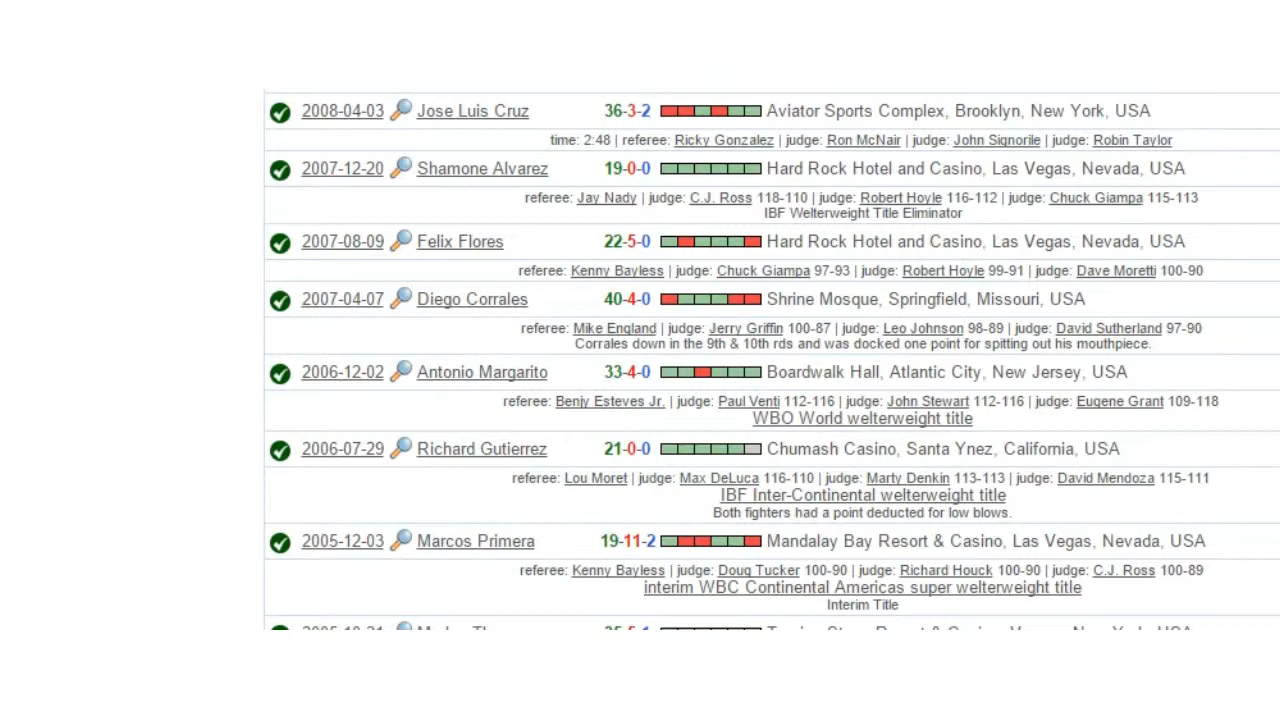 2008-04-03 Jose Luis Cruz 36-3-2 Aviator Sports Complex, Brooklyn, New York, USA
time: 2:48 | referee: Ricky Gonzalez | judge: Ron McNair | judge: John Signorile | judge: Robin Taylor
2007-12-20 Shamone Alvarez 19-0-0 Hard Rock Hotel and Casino, Las Vegas, Nevada, USA
referee: Jay Nady | judge: C.J. Ross 118-110 | judge: Robert Hoyle 116-112 | judge: Chuck Giampa 115-113
IBF Welterweight Title Eliminator
2007-08-09 Felix Flores 22-5-0 Hard Rock Hotel and Casino, Las Vegas, Nevada, USA
referee: Kenny Bayless | judge: Chuck Giampa 97-93 | judge: Robert Hoyle 99-91 | judge: Dave Moretti 100-90
2007-04-07 Diego Corrales 40-4-0 Shrine Mosque, Springfield, Missouri, USA
referee: Mike England | judge: Jerry Griffin 100-87 | judge: Leo Johnson 98-89 | judge: David Sutherland 97-90
Corrales down in the 9th & 10th rds and was docked one point for spitting out his mouthpiece.
2006-12-02 Antonio Margarito 33-4-0 Boardwalk Hall, Atlantic City, New Jersey, USA
referee: Benjy Esteves Jr. | judge: Paul Venti 112-116 | judge: John Stewart 112-116 | judge: Eugene Grant 109-118
WBO World welterweight title
2006-07-29 Richard Gutierrez 21-0-0 Chumash Casino, Santa Ynez, California, USA
referee: Lou Moret | judge: Max DeLuca 116-110 | judge: Marty Denkin 113-113 | judge: David Mendoza 115-111
IBF Inter-Continental welterweight title
Both fighters had a point deducted for low blows.
2005-12-03 Marcos Primera 19-11-2 Mandalay Bay Resort & Casino, Las Vegas, Nevada, USA
referee: Kenny Bayless | judge: Doug Tucker 100-90 | judge: Richard Houck 100-90 | judge: C.J. Ross 100-89
interim WBC Continental Americas super welterweight title
Interim Title